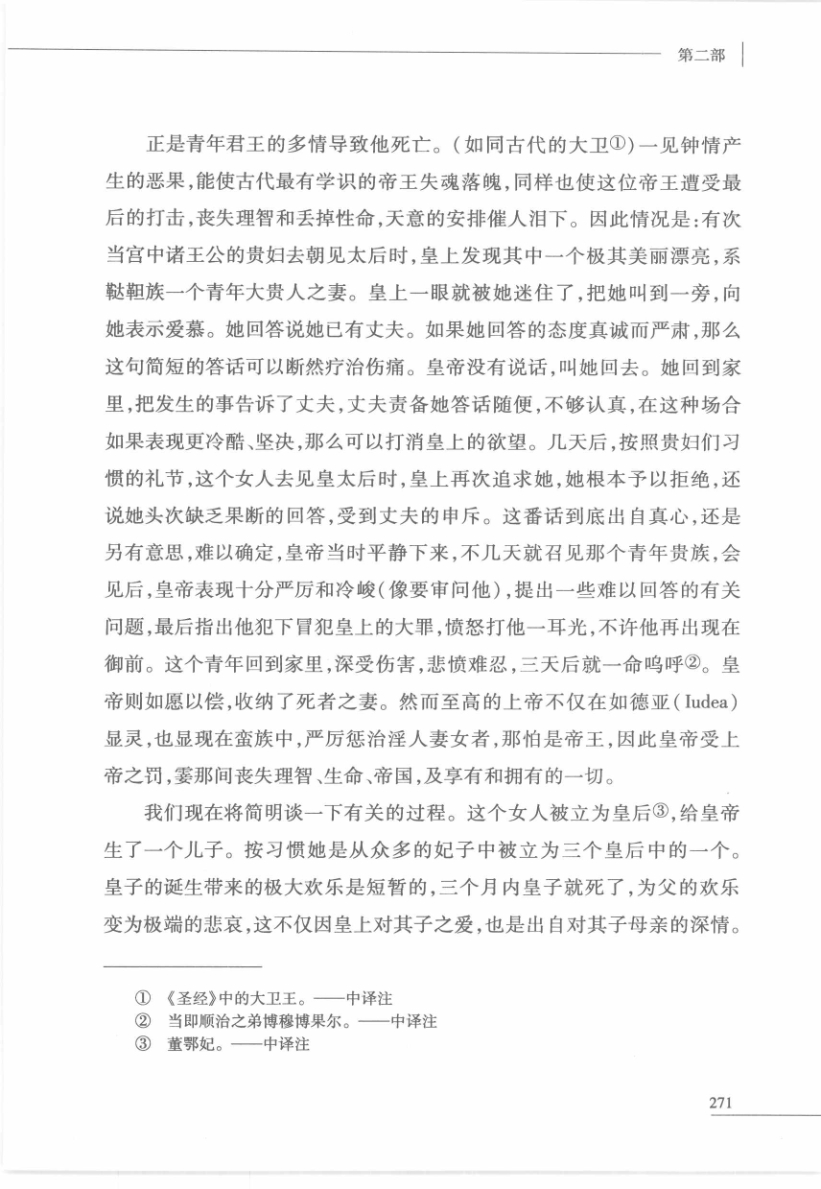 第二部
正是青年君王的多情导致他死亡。(如同古代的大卫①)一见钟情产
生的恶果,能使古代最有学识的帝王失魂落魄,同样也使这位帝王遭受最
后的打击,丧失理智和丢掉性命,天意的安排催人泪下。因此情况是:有次
当宫中诸王公的贵妇去朝见太后时,皇上发现其中一个极其美丽漂亮,系
鞑靼族一个青年大贵人之妻。皇上一眼就被她迷住了,把她叫到一旁,向
她表示爱慕。她回答说她已有丈夫。如果她回答的态度真诚而严肃,那么
这句简短的答话可以断然疗治伤痛。皇帝没有说话,叫她回去。她回到家
里,把发生的事告诉了丈夫,丈夫责备她答话随便,不够认真,在这种场合
如果表现更冷酷、坚决,那么可以打消皇上的欲望。几天后,按照贵妇们习
惯的礼节,这个女人去见皇太后时,皇上再次追求她,她根本予以拒绝,还
说她头次缺乏果断的回答,受到丈夫的申斥。这番话到底出自真心,还是
另有意思,难以确定,皇帝当时平静下来,不几天就召见那个青年贵族,会
见后,皇帝表现十分严厉和冷峻(像要审问他),提出一些难以回答的有关
问题,最后指出他犯下冒犯皇上的大罪,愤怒打他一耳光,不许他再出现在
御前。这个青年回到家里,深受伤害,悲愤难忍,三天后就一命呜呼②。皇
帝则如愿以偿,收纳了死者之妻。然而至高的上帝不仅在如德亚(Iudea)
显灵,也显现在蛮族中,严厉惩治淫人妻女者,那怕是帝王,因此皇帝受上
帝之罚,霎那间丧失理智、生命、帝国,及享有和拥有的一切。
我们现在将简明谈一下有关的过程。这个女人被立为皇后③,给皇帝
生了一个儿子。按习惯她是从众多的妃子中被立为三个皇后中的一个。
皇子的诞生带来的极大欢乐是短暂的,三个月内皇子就死了,为父的欢乐
变为极端的悲哀,这不仅因皇上对其子之爱,也是出自对其子母亲的深情。
① 《圣经》中的大卫王。——中译注
② 当即顺治之弟博穆博果尔。——中译注
③ 董鄂妃。——中译注
271